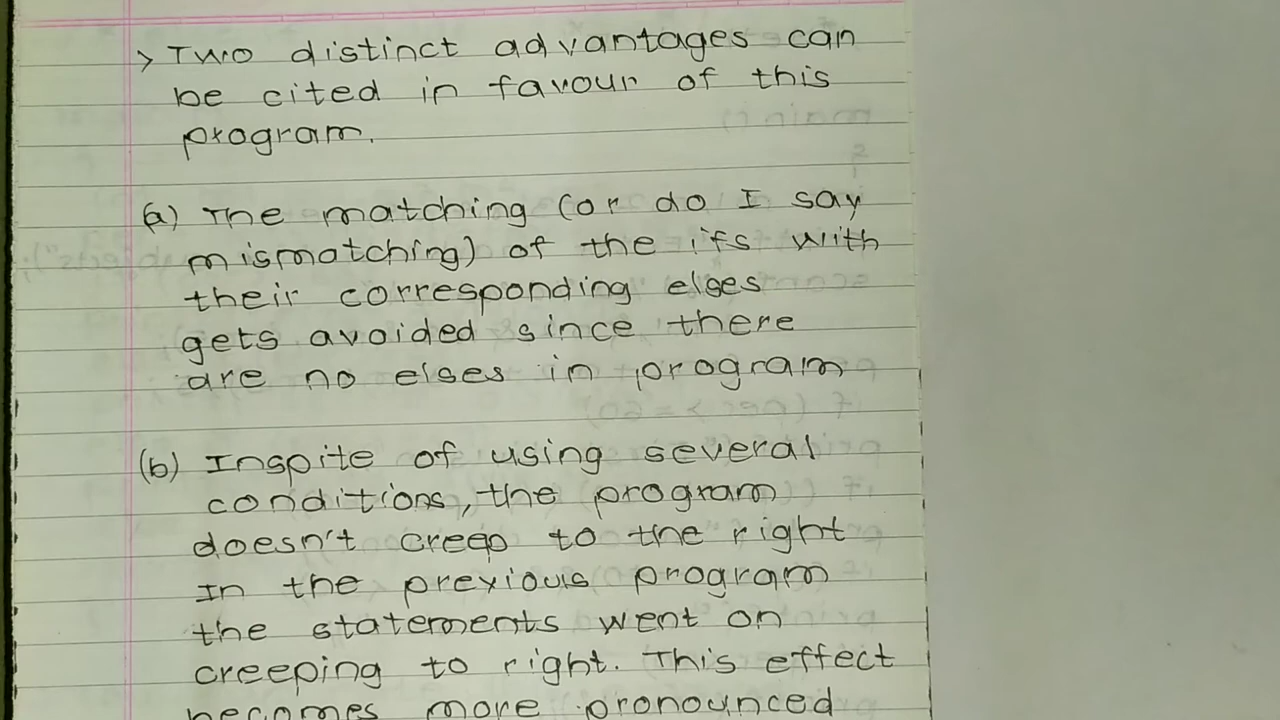 > Two distinct advantages can
be cited in favour of this
program.
(a) The matching (or do I say
mismatching) of the ifs with
their corresponding elses
gets avoided since there
are no elses in program
(b) Inspite of using several
conditions, the program
doesn't creep to the right
In the previous program
the statements went on
creeping to right. This effect
becomes more pronounced